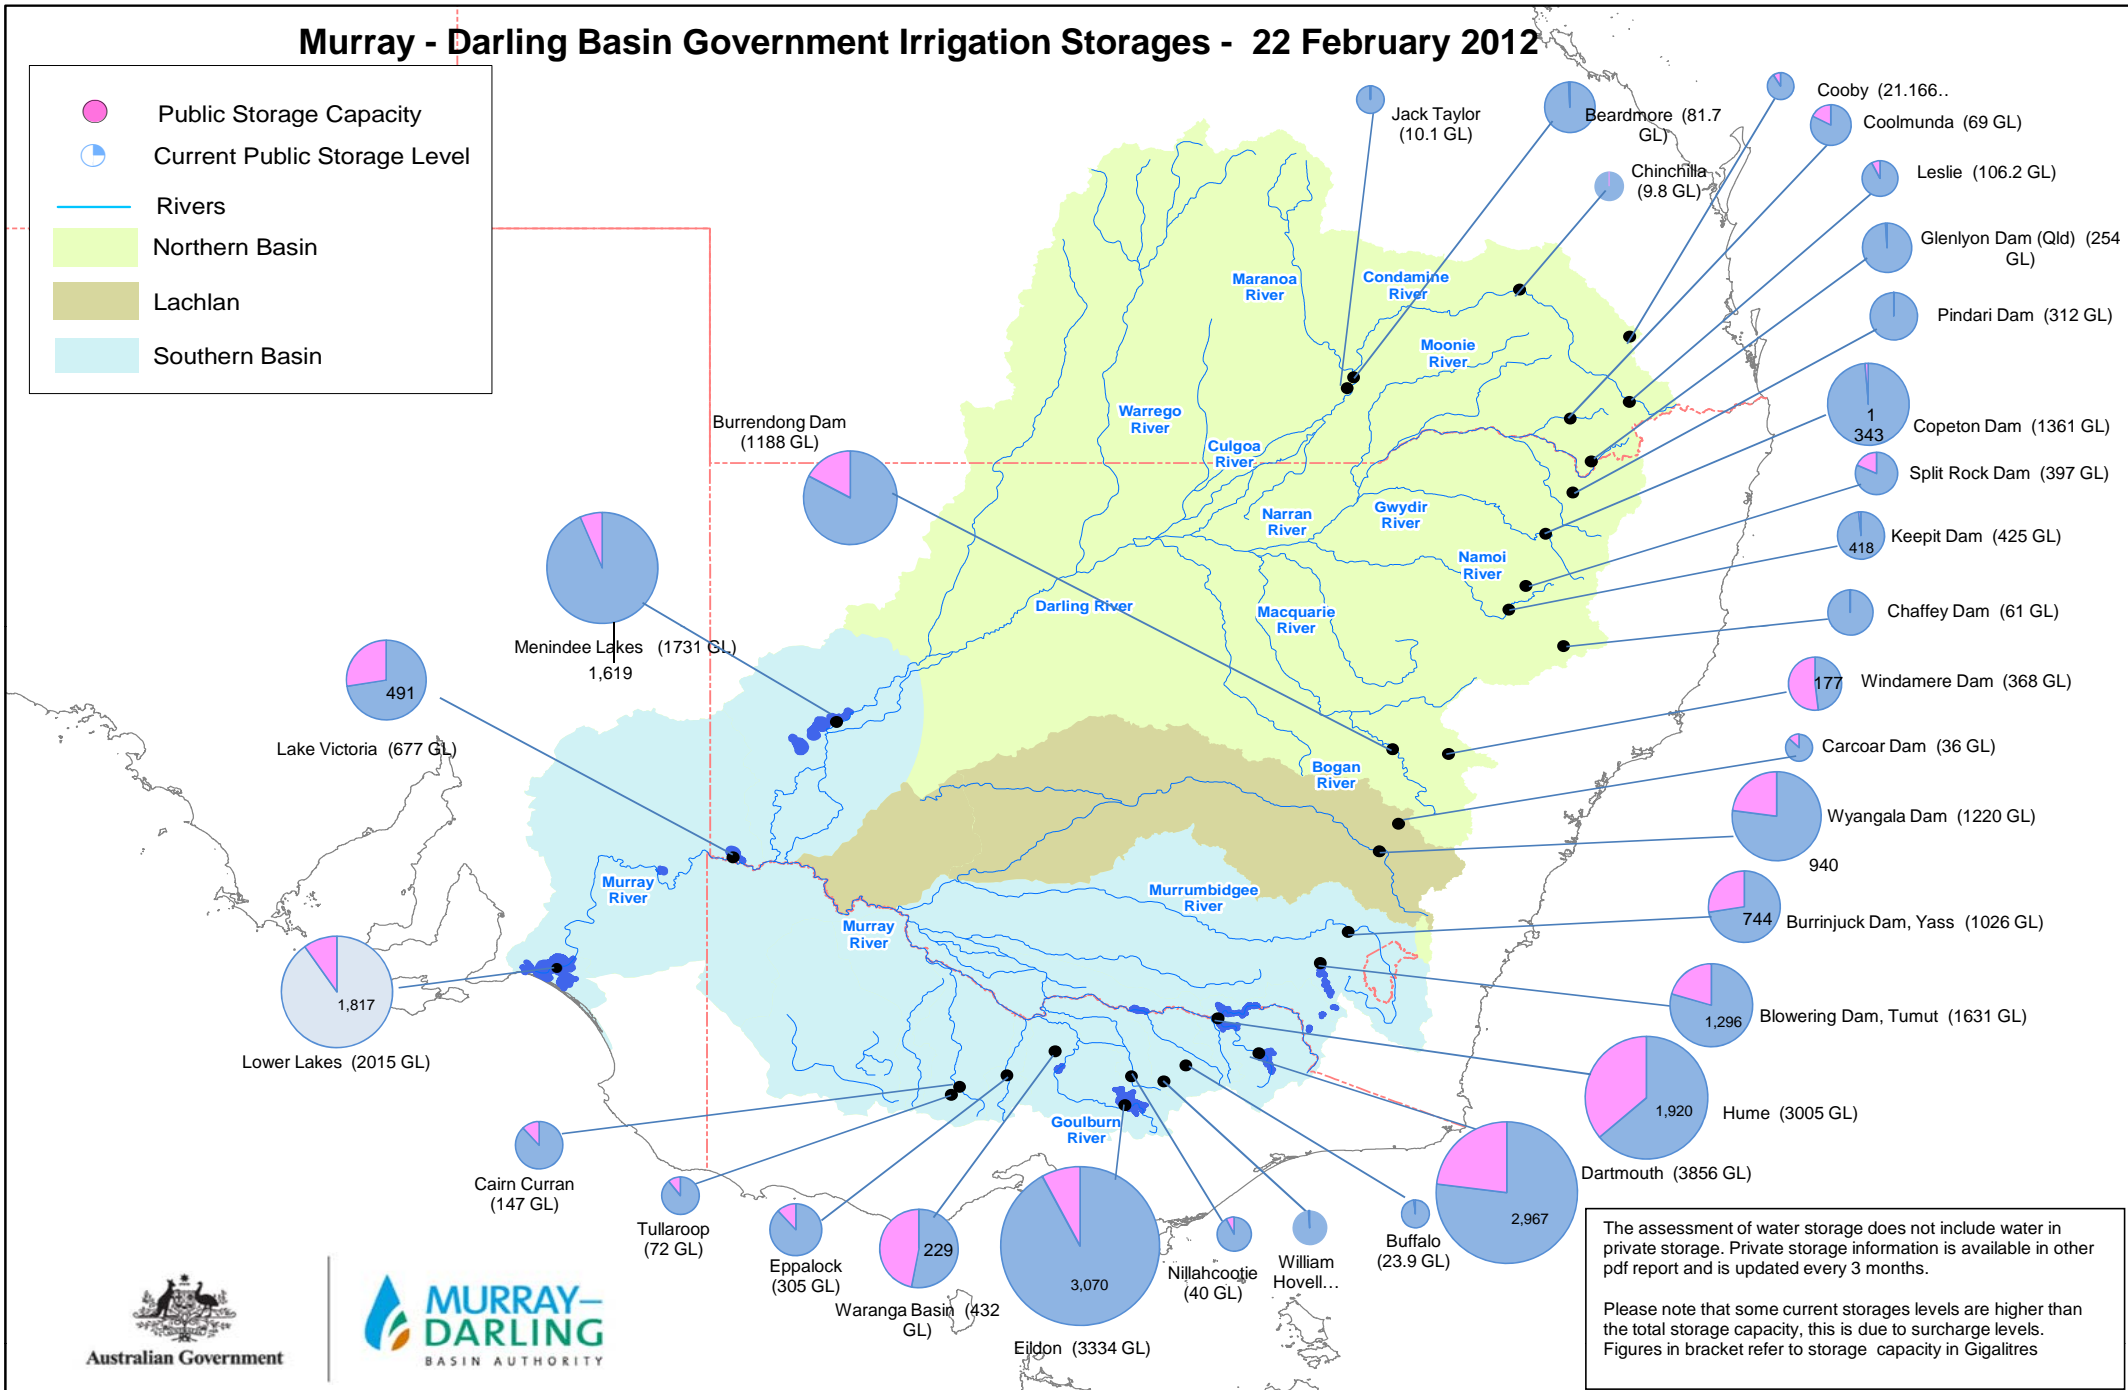 Murray - Darling Basin Government Irrigation Storages - 22 February 2012
Public Storage Capacity
Current Public Storage Level
Rivers
Northern Basin
Lachlan
Southern Basin
Jack Taylor
(10.1 GL)
Beardmore (81.7
GL)
Chinchilla
(9.8 GL)
Cooby (21.166..
Coolmunda (69 GL)
Leslie (106.2 GL)
Glenlyon Dam (Qld) (254
GL)
Pindari Dam (312 GL)
1
343
Copeton Dam (1361 GL)
Split Rock Dam (397 GL)
418
Keepit Dam (425 GL)
Chaffey Dam (61 GL)
177
Windamere Dam (368 GL)
Carcoar Dam (36 GL)
Wyangala Dam (1220 GL)
940
744
Burrinjuck Dam, Yass (1026 GL)
1,296
Blowering Dam, Tumut (1631 GL)
1,920
Hume (3005 GL)
Dartmouth (3856 GL)
2,967
Burrendong Dam
(1188 GL)
Menindee Lakes (1731 GL)
1,619
491
Lake Victoria (677 GL)
1,817
Lower Lakes (2015 GL)
Maranoa
River
Condamine
River
Moonie
River
Warrego
River
Culgoa
River
Narran
River
Gwydir
River
Namoi
River
Darling River
Macquarie
River
Bogan
River
Murray
River
Murrumbidgee
River
Murray
River
Goulburn
River
Cairn Curran
(147 GL)
Tullaroop
(72 GL)
Eppalock
(305 GL)
229
Waranga Basin (432
GL)
3,070
Eildon (3334 GL)
Nillahcootie
(40 GL)
William
Hovell...
Buffalo
(23.9 GL)
The assessment of water storage does not include water in
private storage. Private storage information is available in other
pdf report and is updated every 3 months.
Please note that some current storages levels are higher than
the total storage capacity, this is due to surcharge levels.
Figures in bracket refer to storage capacity in Gigalitres
Australian Government
MURRAY–
DARLING
BASIN AUTHORITY